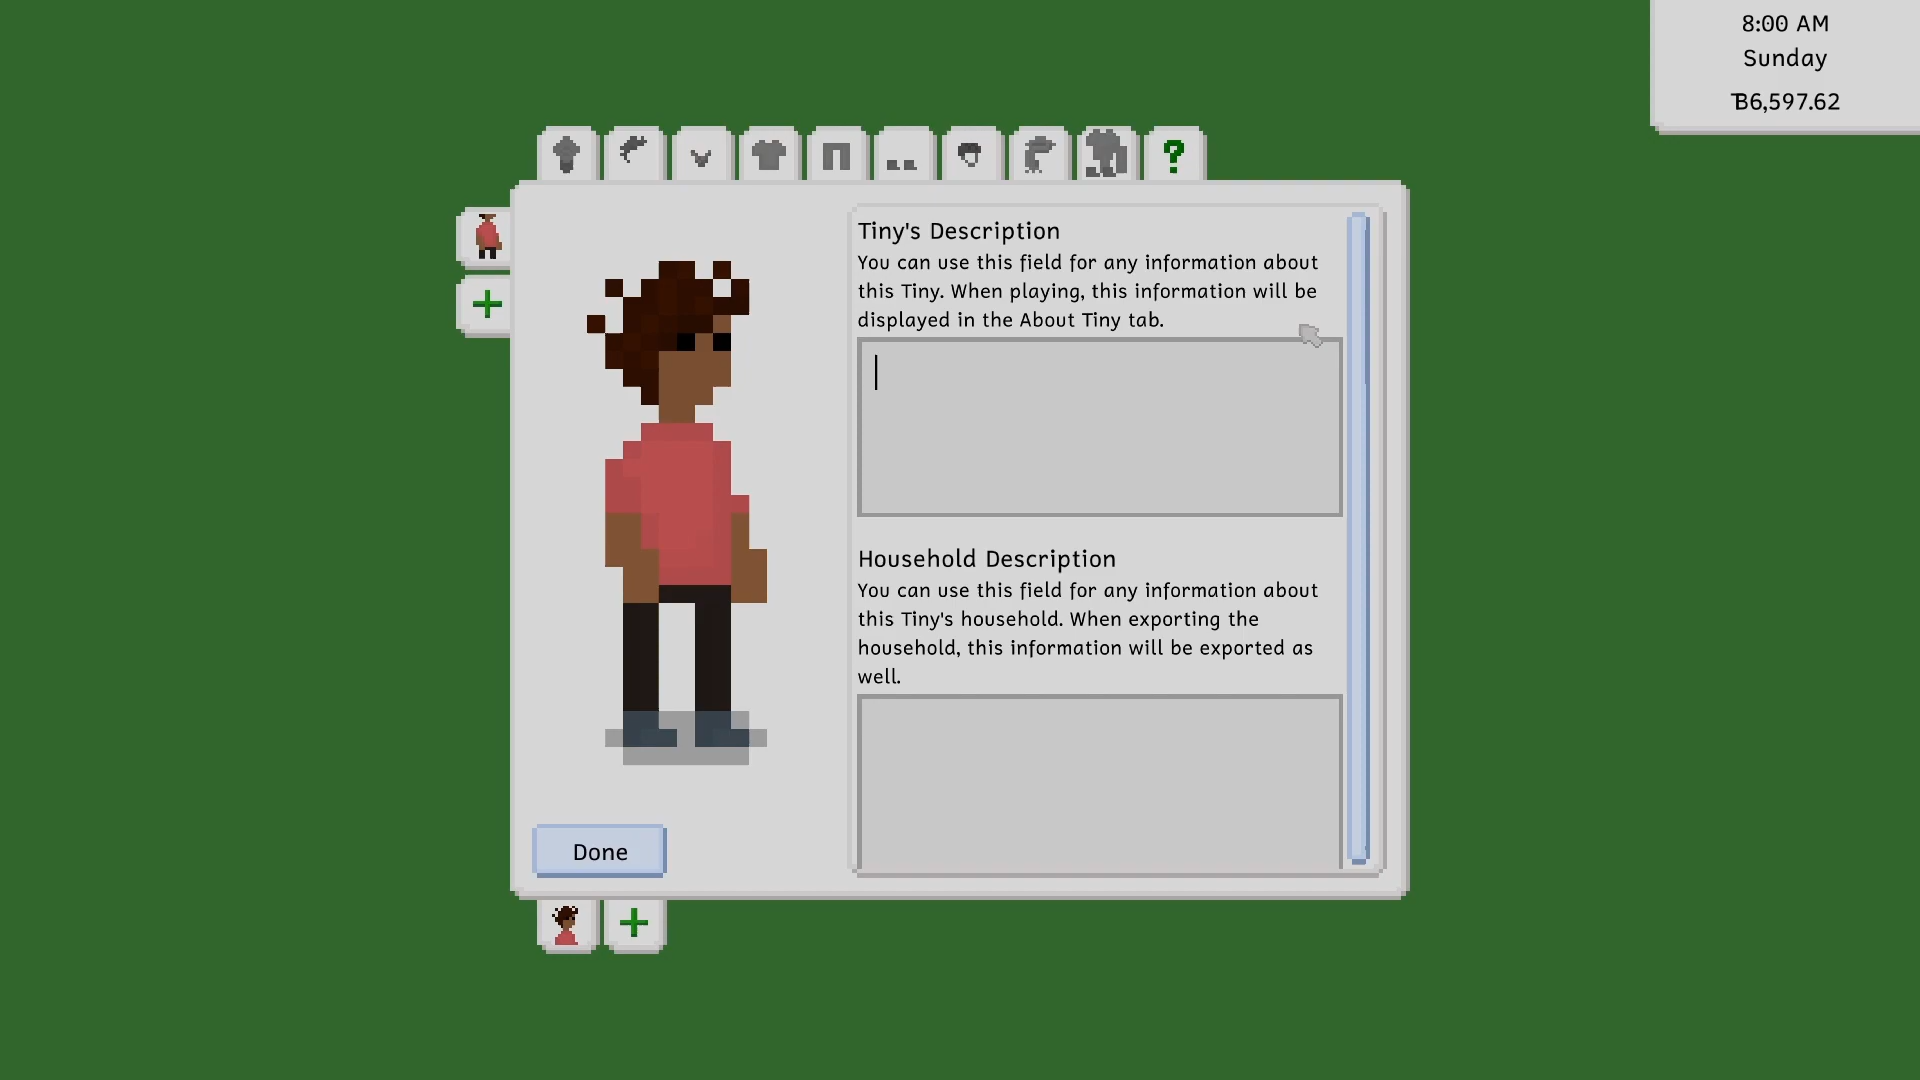 8:00 AM
Sunday
Ƀ6,597.62
?
Tiny's Description
You can use this field for any information about
this Tiny. When playing, this information will be
displayed in the About Tiny tab.
Household Description
You can use this field for any information about
this Tiny's household. When exporting the
household, this information will be exported as
well.
Done